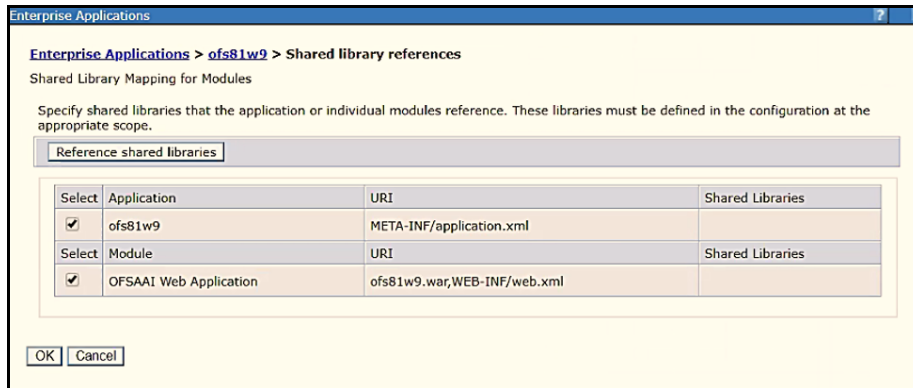 Enterprise Applications ?
Enterprise Applications > ofs81w9 > Shared library references
Shared Library Mapping for Modules
Specify shared libraries that the application or individual modules reference. These libraries must be defined in the configuration at the
appropriate scope.
Reference shared libraries
Select Application URI Shared Libraries
ofs81w9 META-INF/application.xml
Select Module URI Shared Libraries
OFSAAI Web Application ofs81w9.war,WEB-INF/web.xml
OK Cancel